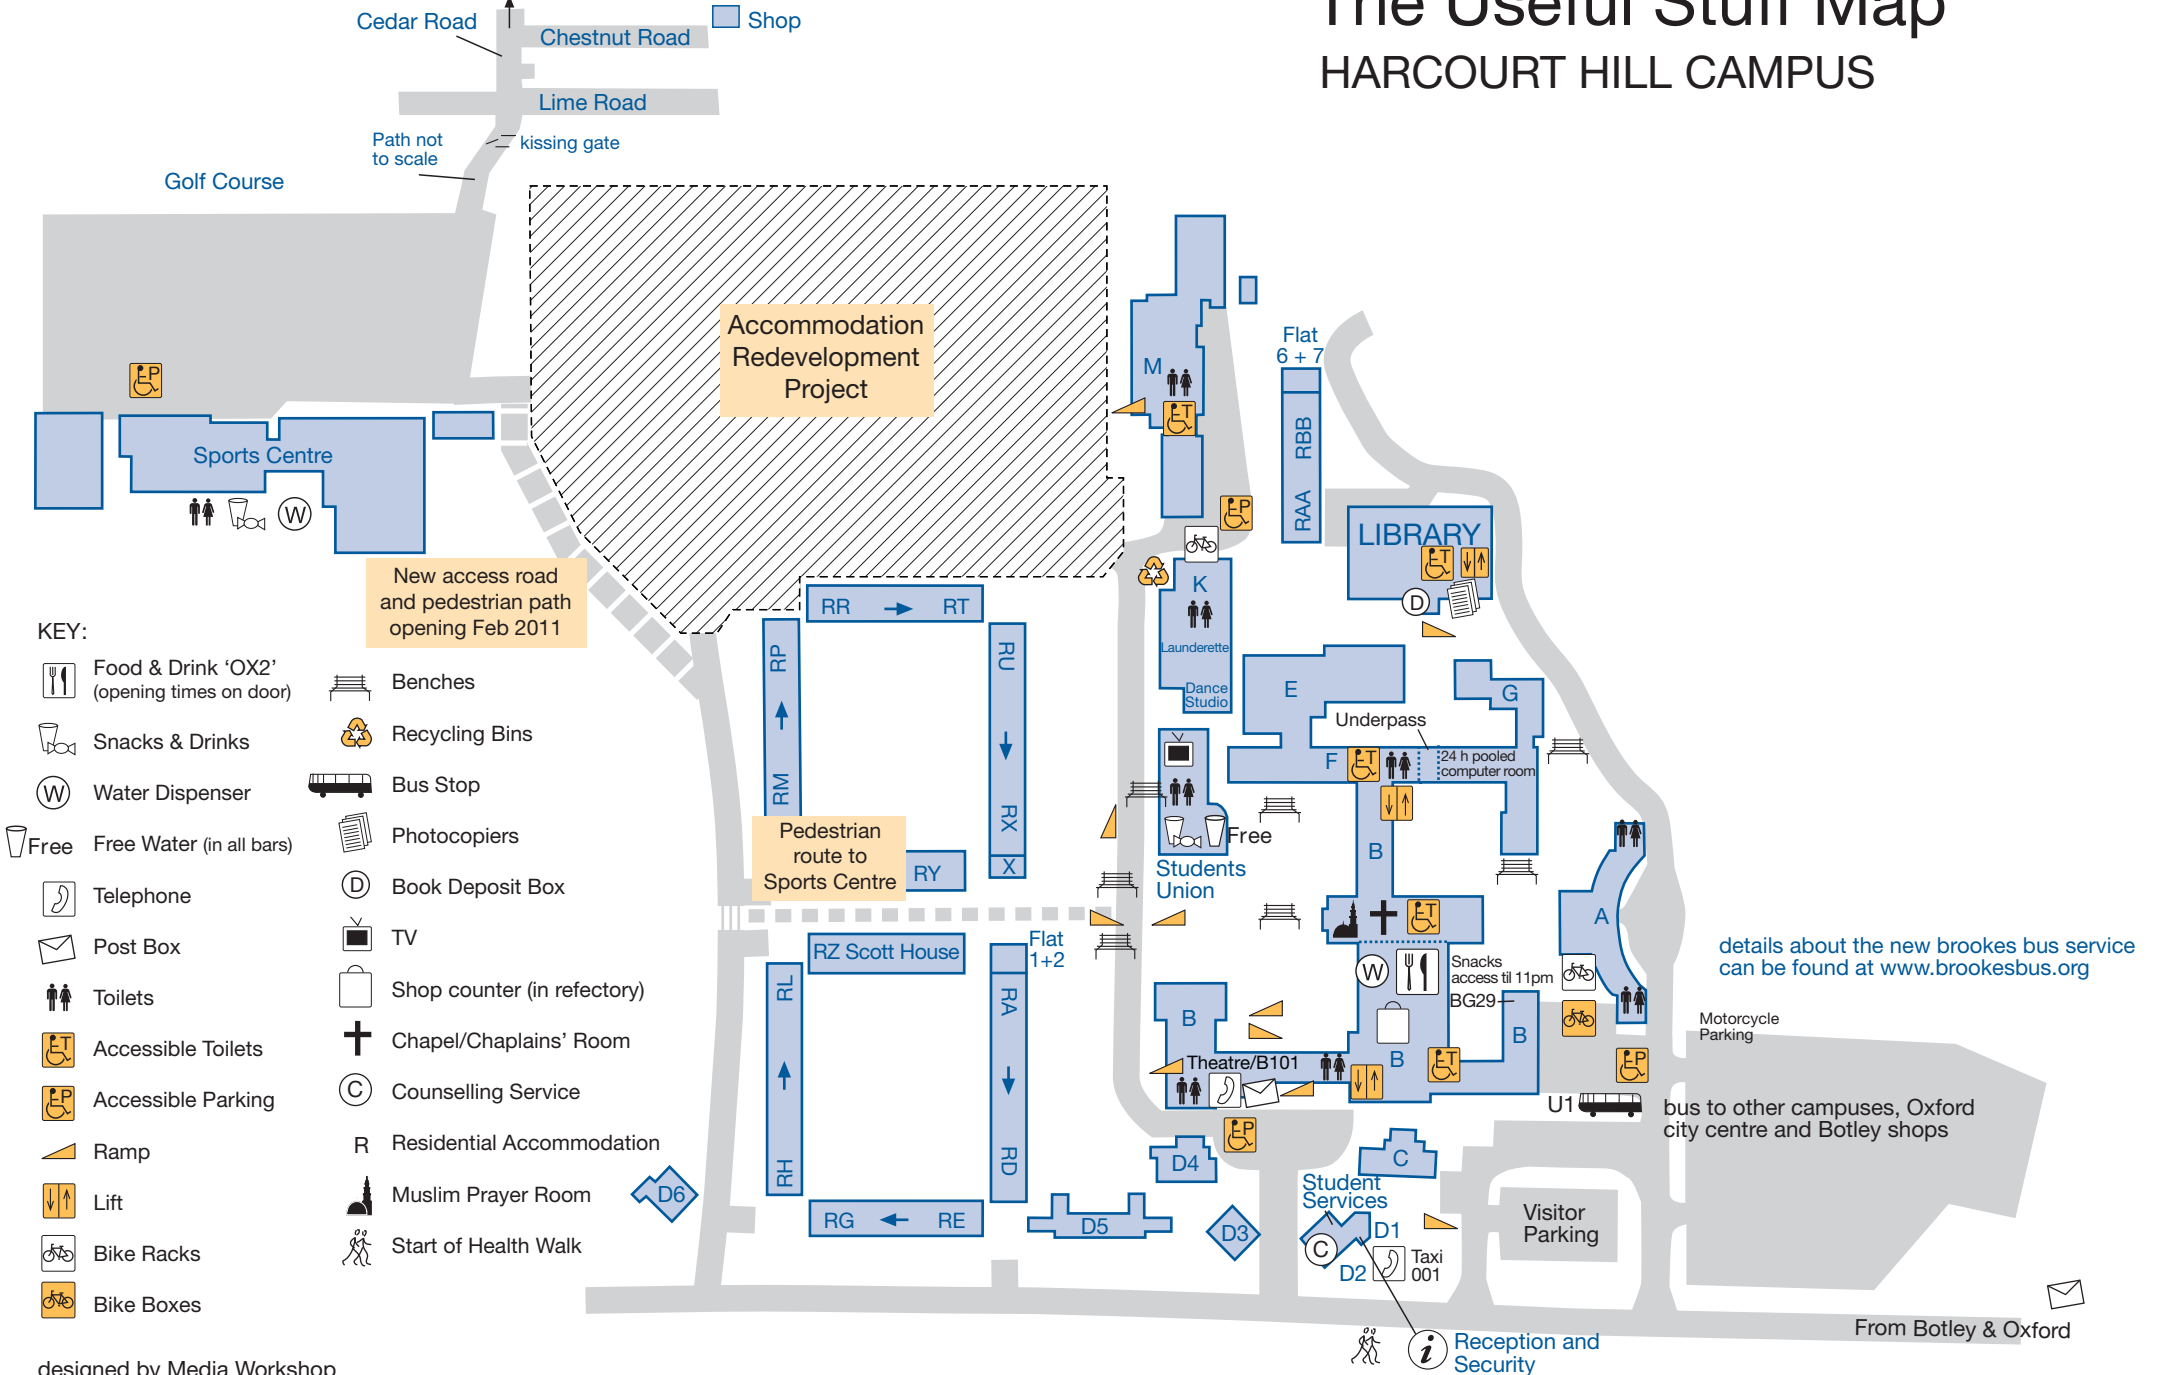 The Useful Stuff Map
HARCOURT HILL CAMPUS
Cedar Road
Chestnut Road
Shop
Lime Road
Path not
to scale
kissing gate
Golf Course
Accommodation
Redevelopment
Project
Sports Centre
W
New access road
and pedestrian path
opening Feb 2011
M
Flat
6 + 7
RBB
RAA
LIBRARY
D
K
Launderette
Dance
Studio
E
G
Underpass
F
24 h pooled
computer room
B
Free
Students
Union
A
RR
RT
RP
RM
RU
RX
X
RY
Pedestrian
route to
Sports Centre
RZ Scott House
Flat
1+2
RL
RH
RA
RD
RG
RE
W
Snacks
access til 11pm
BG29
B
B
B
Theatre/B101
Motorcycle
Parking
details about the new brookes bus service
can be found at www.brookesbus.org
U1
bus to other campuses, Oxford
city centre and Botley shops
D4
C
D6
D5
D3
Student
Services
D1
C
D2
Taxi
001
Visitor
Parking
From Botley & Oxford
i
Reception and
Security
KEY:
Food & Drink ‘OX2’
(opening times on door)
Snacks & Drinks
W
Water Dispenser
Free
Free Water (in all bars)
Telephone
Post Box
Toilets
Accessible Toilets
Accessible Parking
Ramp
Lift
Bike Racks
Bike Boxes
Benches
Recycling Bins
Bus Stop
Photocopiers
D
Book Deposit Box
TV
Shop counter (in refectory)
Chapel/Chaplains’ Room
C
Counselling Service
R
Residential Accommodation
Muslim Prayer Room
Start of Health Walk
designed by Media Workshop